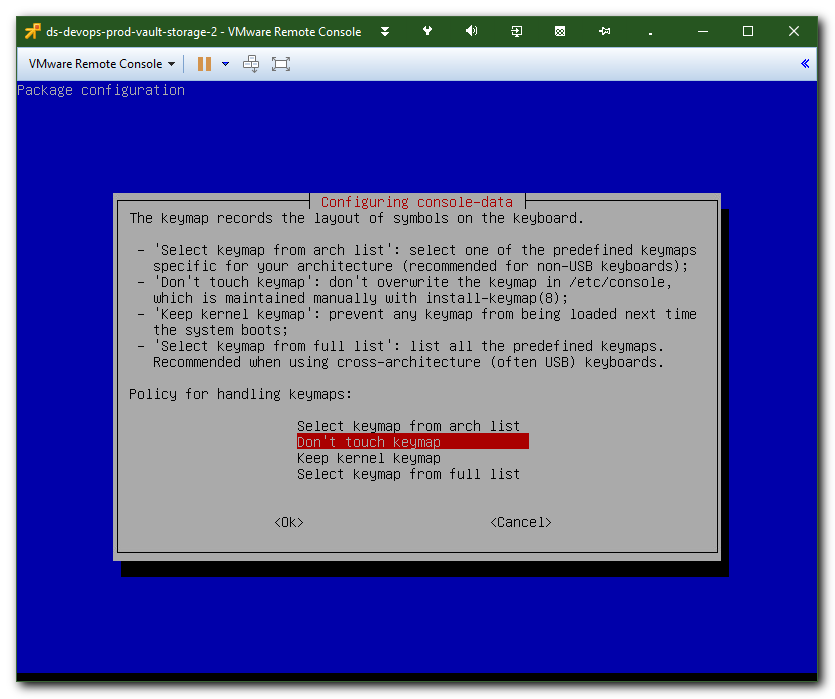 ds-devops-prod-vault-storage-2 - VMware Remote Console
VMware Remote Console
Package configuration
Configuring console-data
The keymap records the layout of symbols on the keyboard.
- 'Select keymap from arch list': select one of the predefined keymaps
specific for your architecture (recommended for non-USB keyboards);
- 'Don't touch keymap': don't overwrite the keymap in /etc/console,
which is maintained manually with install-keymap(8);
- 'Keep kernel keymap': prevent any keymap from being loaded next time
the system boots;
- 'Select keymap from full list': list all the predefined keymaps.
Recommended when using cross-architecture (often USB) keyboards.
Policy for handling keymaps:
Select keymap from arch list
Don't touch keymap
Keep kernel keymap
Select keymap from full list
<Ok> <Cancel>